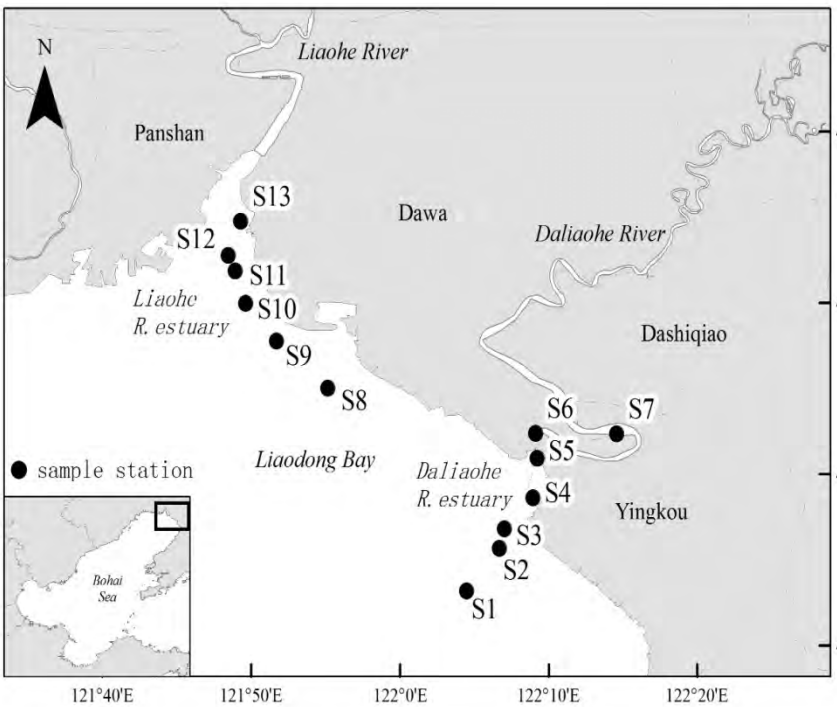 Liaohe River
N
Panshan
S13
Dawa
S12
Daliaohe River
S11
Liaohe
R.estuary
S10
Dashiqiao
S9
S8
S6
S7
S5
sample station
Liaodong Bay
Daliaohe
R.estuary
S4
Yingkou
S3
S2
Bohai
Sea
S1
121°40'E
121°50'E
122°0'E
122°10'E
122°20'E